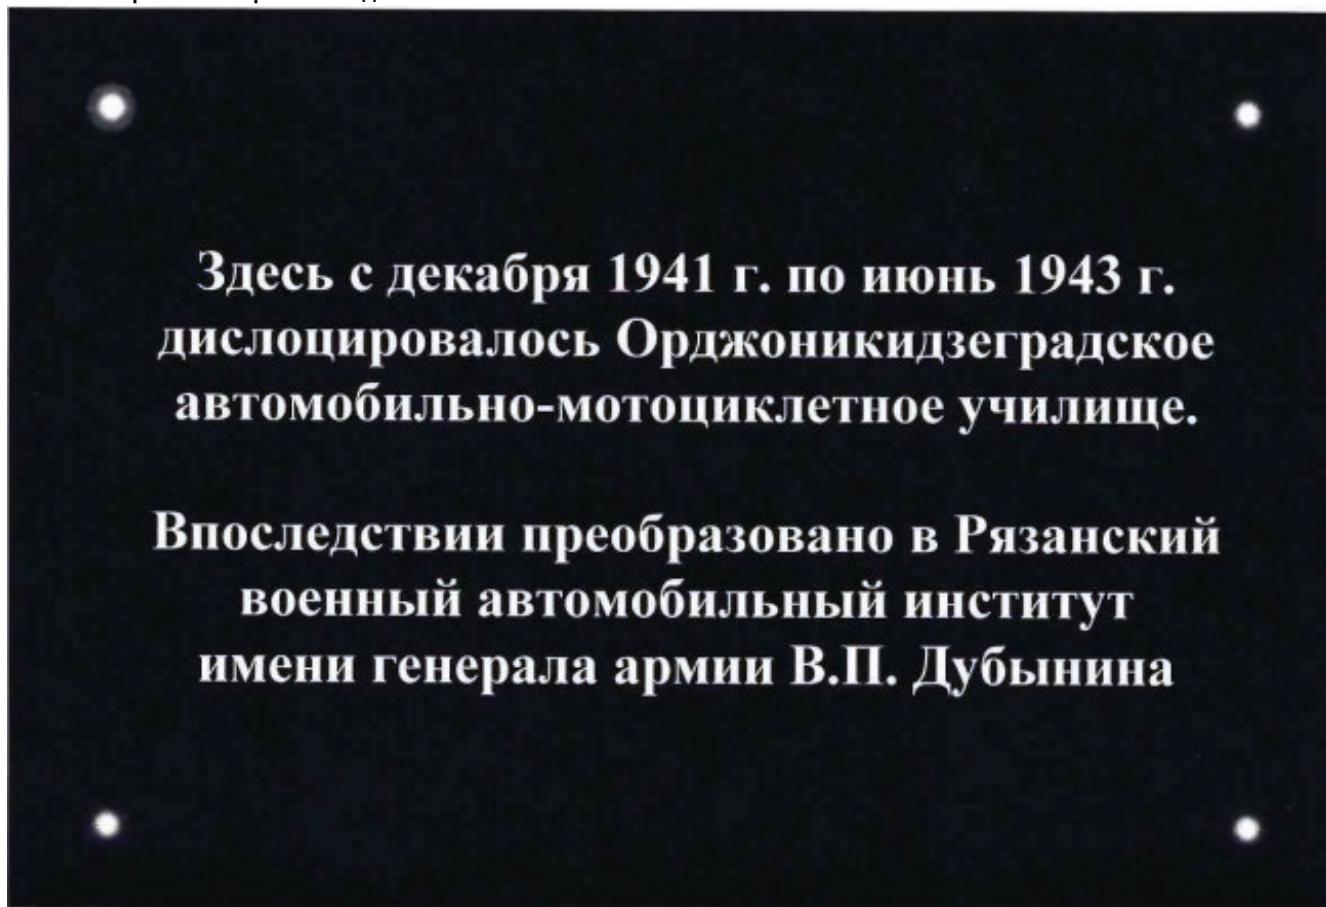 Здесь с декабря 1941 г. по июнь 1943 г.
дислоцировалось Орджоникидзеградское
автомобильно-мотоциклетное училище.
Впоследствии преобразовано в Рязанский
военный автомобильный институт
имени генерала армии В.П. Дубынина